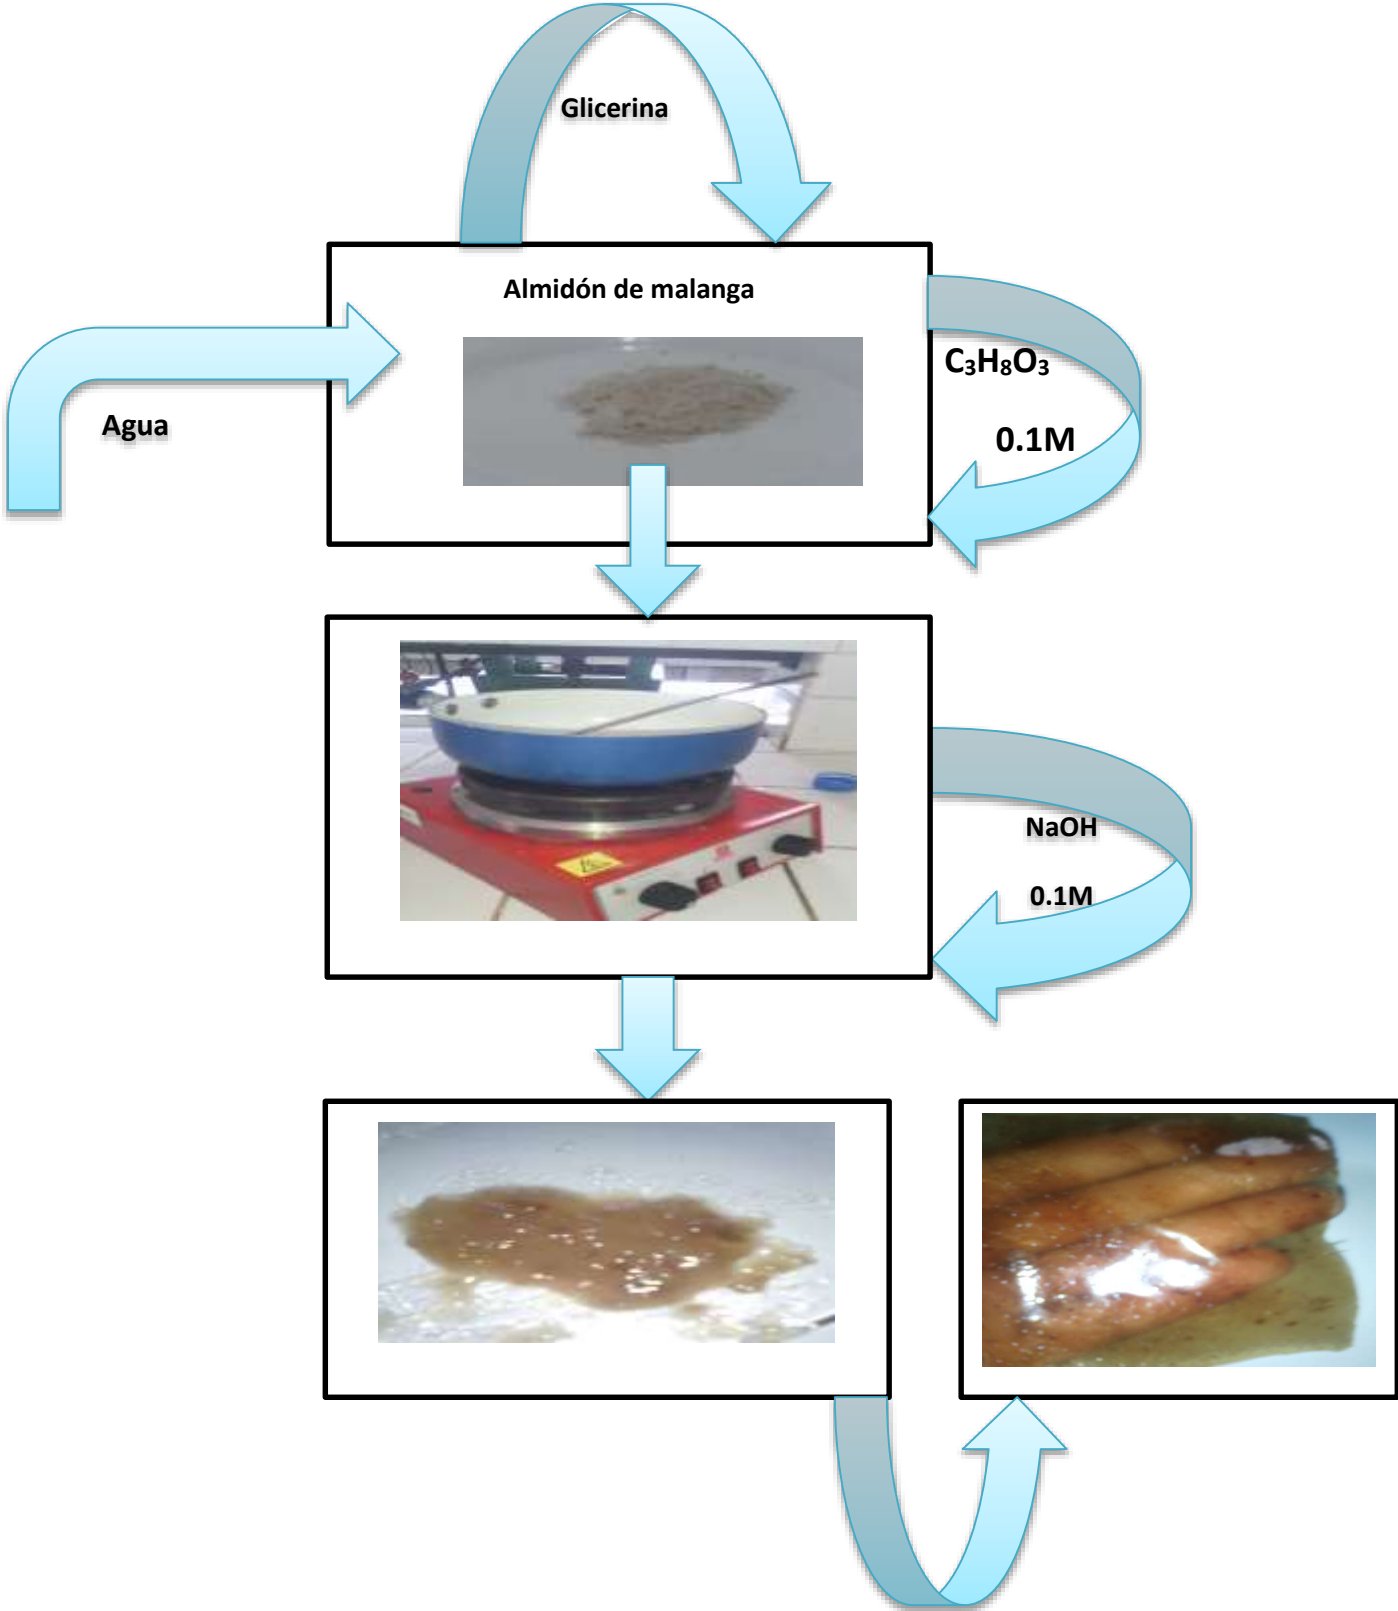 Glicerina
Almidón de malanga
C₃H₈O₃
0.1M
Agua
NaOH
0.1M